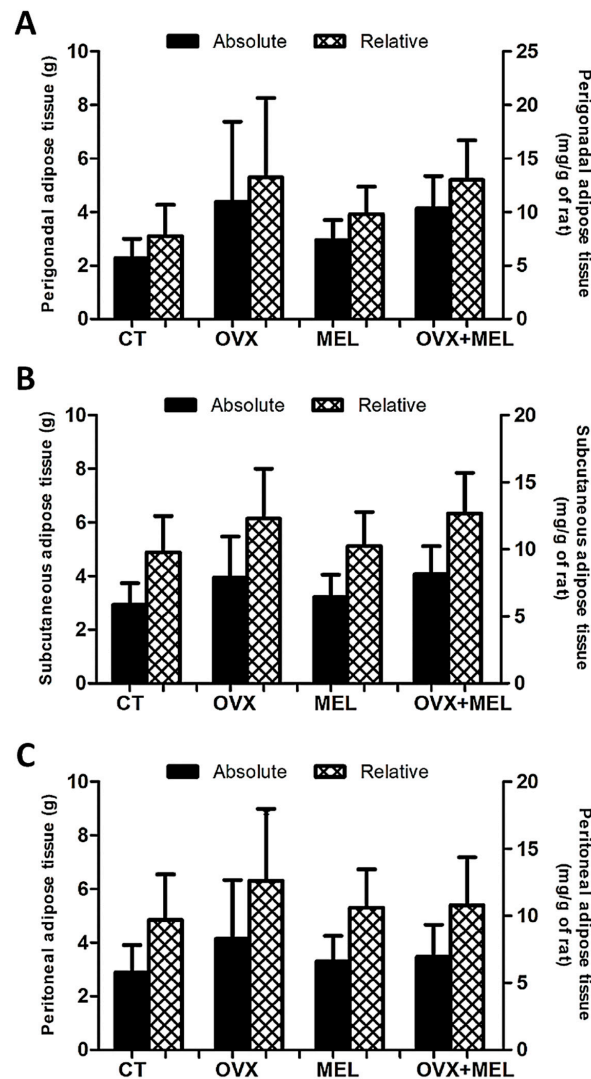 A
Absolute Relative
Perigonadal adipose tissue (g)
10
8
6
4
2
0
25
20
15
10
5
0
Perigonadal adipose tissue
(mg/g of rat)
CT OVX MEL OVX+MEL
B
Absolute Relative
Subcutaneous adipose tissue (g)
10
8
6
4
2
0
20
15
10
5
0
Subcutaneous adipose tissue
(mg/g of rat)
CT OVX MEL OVX+MEL
C
Absolute Relative
Peritoneal adipose tissue (g)
10
8
6
4
2
0
20
15
10
5
0
Peritoneal adipose tissue
(mg/g of rat)
CT OVX MEL OVX+MEL